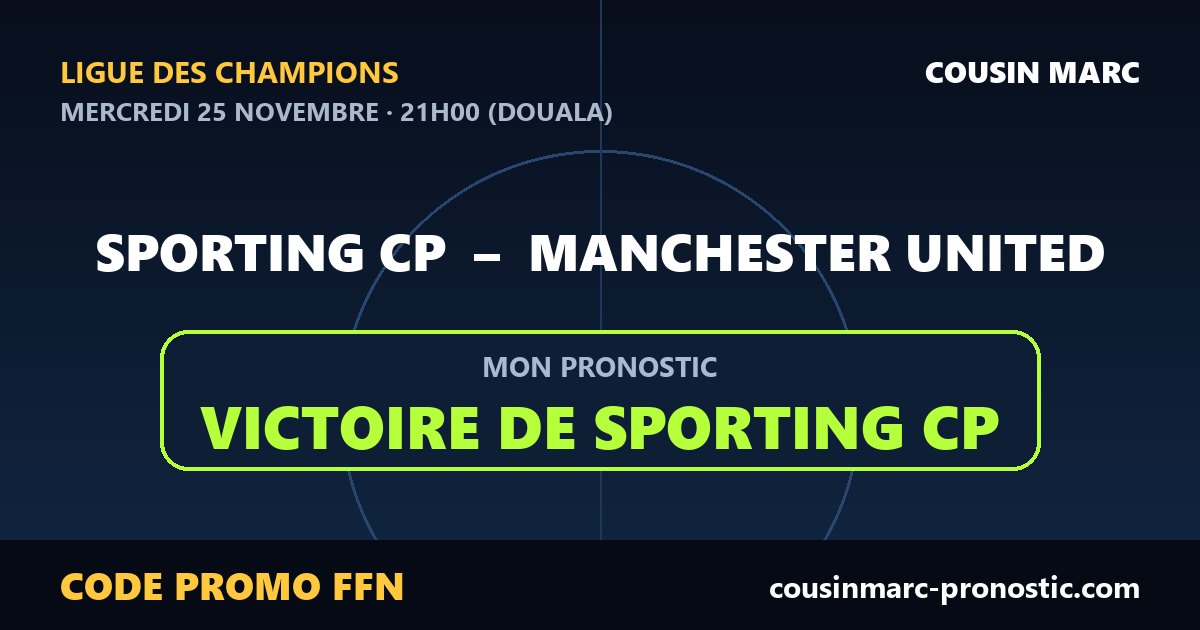 LIGUE DES CHAMPIONS
COUSIN MARC
MERCREDI 25 NOVEMBRE · 21H00 (DOUALA)
SPORTING CP – MANCHESTER UNITED
MON PRONOSTIC
VICTOIRE DE SPORTING CP
CODE PROMO FFN
cousinmarc-pronostic.com